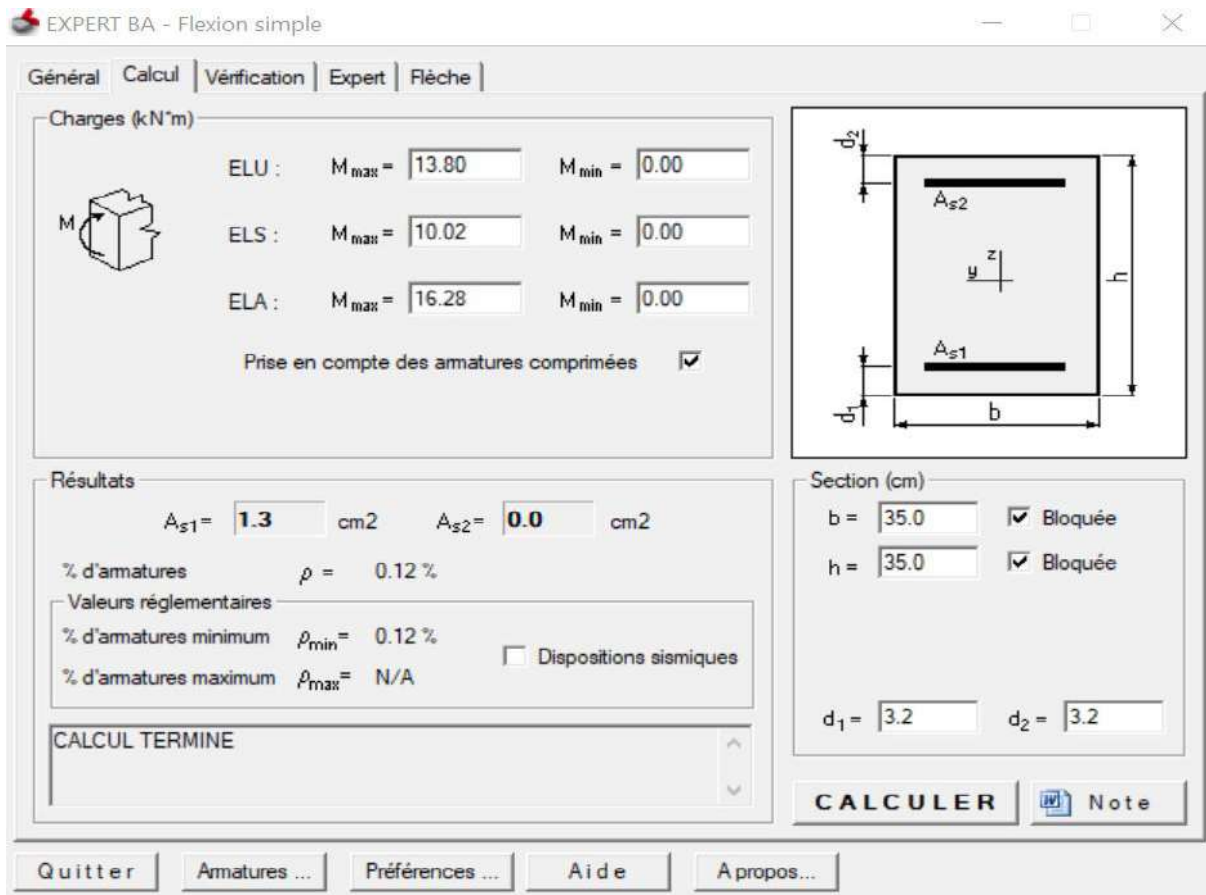 EXPERT BA - Flexion simple
Général Calcul Vérification Expert Flèche
Charges (kN*m)
ELU : M max = 13.80 M min = 0.00
ELS : M max = 10.02 M min = 0.00
ELA : M max = 16.28 M min = 0.00
M
Prise en compte des armatures comprimées
d2
As2
z
y
h
As1
d1
b
Résultats
As1= 1.3 cm2 As2= 0.0 cm2
% d'armatures ρ = 0.12 %
Valeurs réglementaires
% d'armatures minimum ρmin= 0.12 %
Dispositions sismiques
% d'armatures maximum ρmax= N/A
CALCUL TERMINE
Section (cm)
b = 35.0 Bloquée
h = 35.0 Bloquée
d1 = 3.2 d2 = 3.2
CALCULER Note
Quitter Armatures ... Préférences ... Aide A propos...